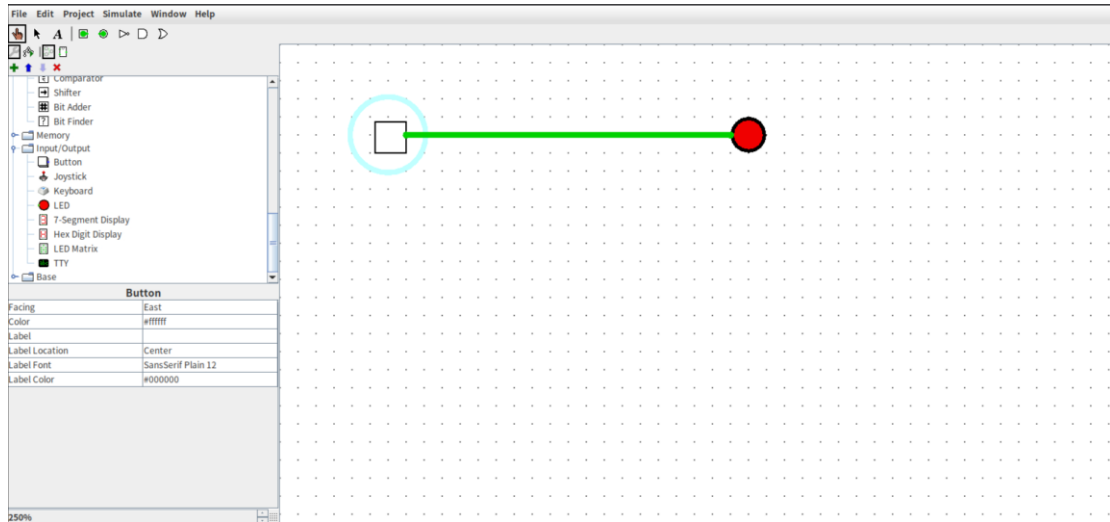 File Edit Project Simulate Window Help
A
Comparator
Shifter
Bit Adder
Bit Finder
Memory
Input/Output
Button
Joystick
Keyboard
LED
7-Segment Display
Hex Digit Display
LED Matrix
TTY
Base
Button
Facing East
Color #ffffff
Label
Label Location Center
Label Font SansSerif Plain 12
Label Color #000000
250%